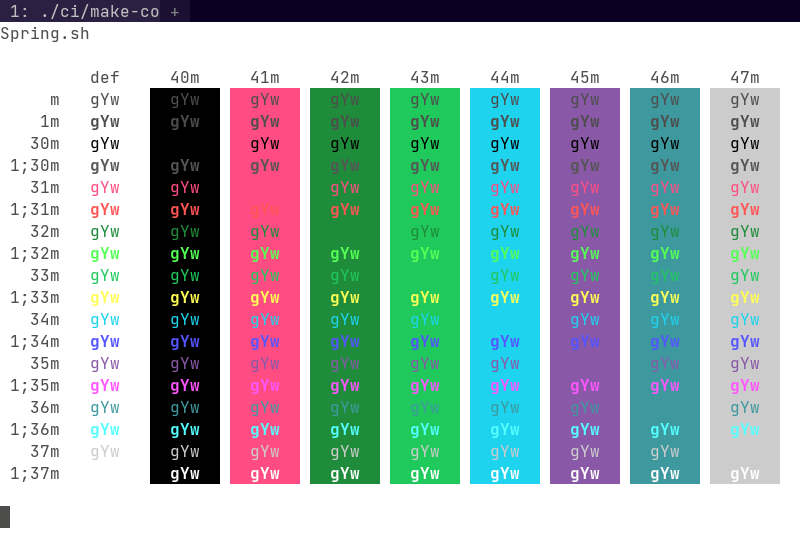 1: ./ci/make-co +
Spring.sh
def 40m 41m 42m 43m 44m 45m 46m 47m
m gYw gYw gYw gYw gYw gYw gYw gYw gYw
1m gYw gYw gYw gYw gYw gYw gYw gYw gYw
30m gYw gYw gYw gYw gYw gYw gYw gYw
1;30m gYw gYw gYw gYw gYw gYw gYw gYw gYw
31m gYw gYw gYw gYw gYw gYw gYw gYw
1;31m gYw gYw gYw gYw gYw gYw gYw gYw gYw
32m gYw gYw gYw gYw gYw gYw gYw gYw
1;32m gYw gYw gYw gYw gYw gYw gYw gYw gYw
33m gYw gYw gYw gYw gYw gYw gYw gYw
1;33m gYw gYw gYw gYw gYw gYw gYw gYw gYw
34m gYw gYw gYw gYw gYw gYw gYw gYw
1;34m gYw gYw gYw gYw gYw gYw gYw gYw gYw
35m gYw gYw gYw gYw gYw gYw gYw gYw
1;35m gYw gYw gYw gYw gYw gYw gYw gYw gYw
36m gYw gYw gYw gYw gYw gYw gYw gYw
1;36m gYw gYw gYw gYw gYw gYw gYw gYw gYw
37m gYw gYw gYw gYw gYw gYw gYw gYw
1;37m gYw gYw gYw gYw gYw gYw gYw gYw